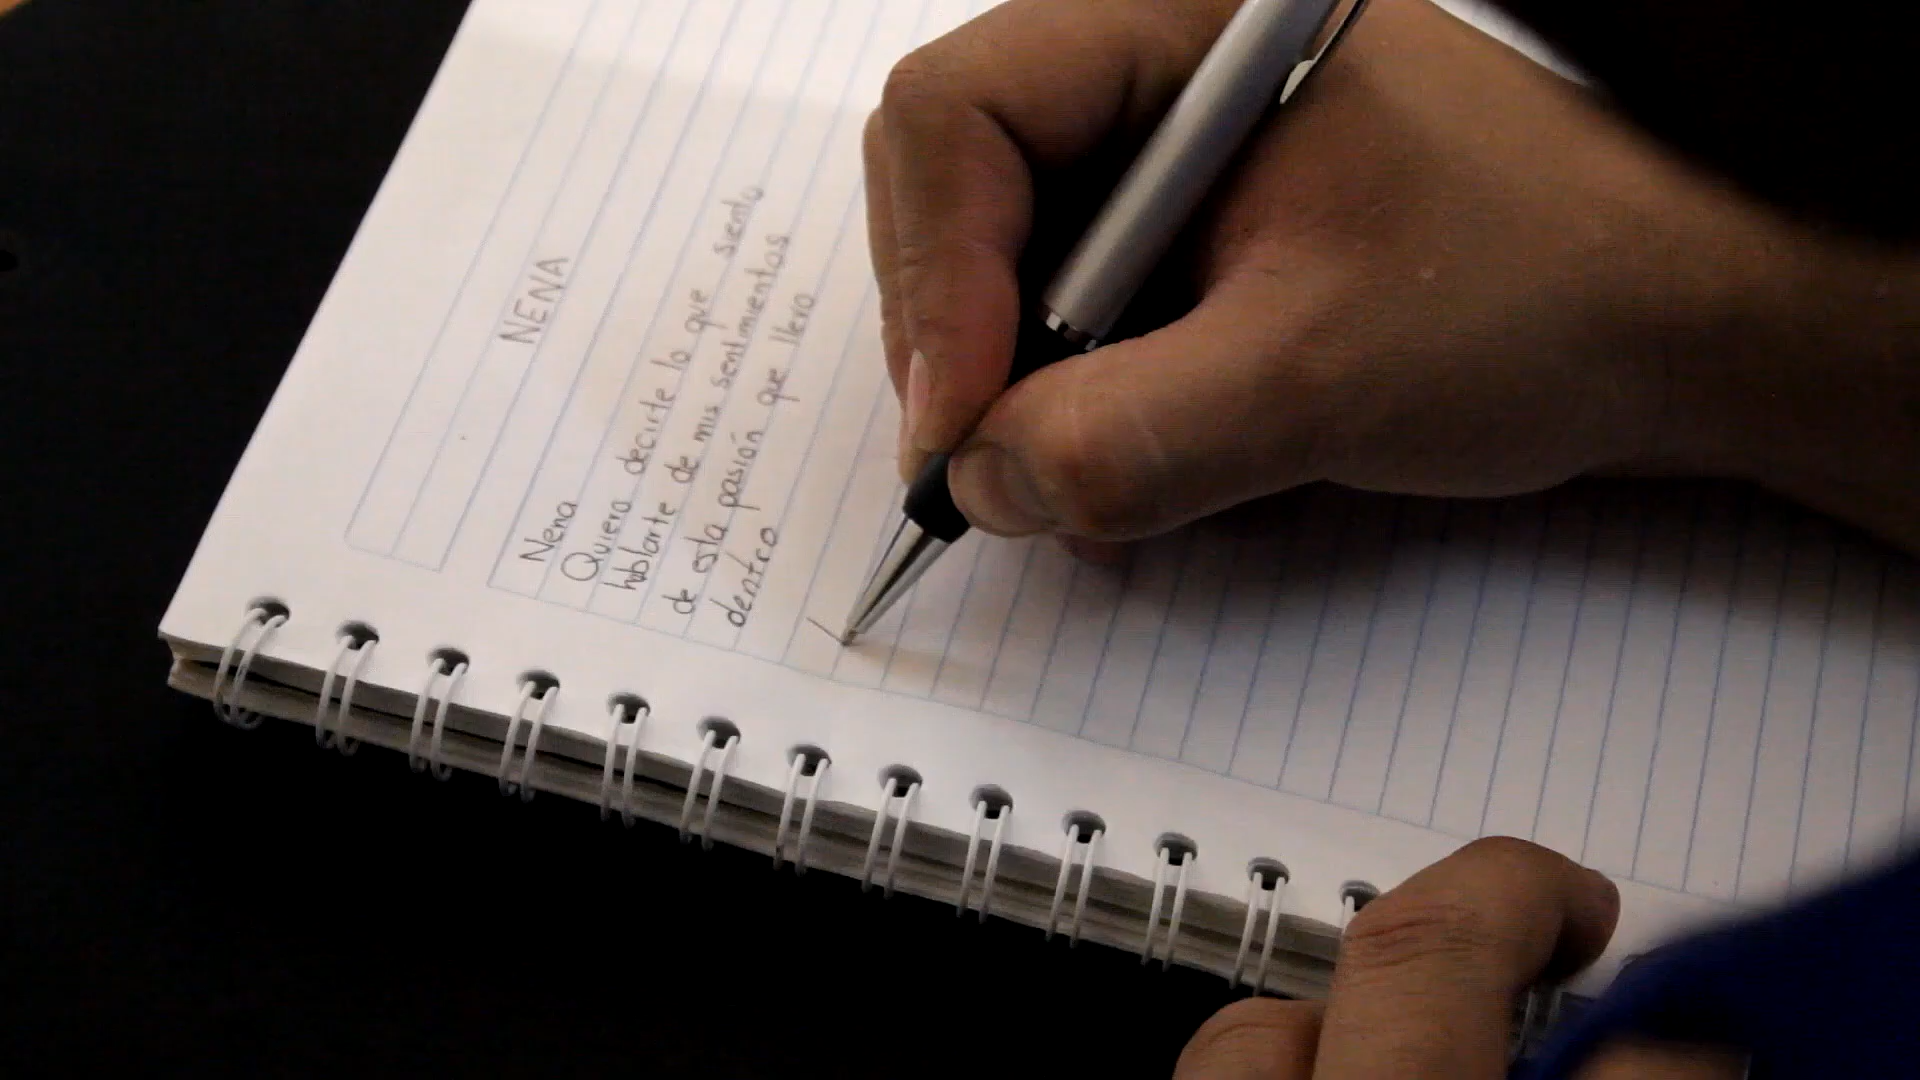 NENA
Nena
Quiero decirte lo que siento
hablarte de mis sentimientos
de esta pasión que llevo
dentro